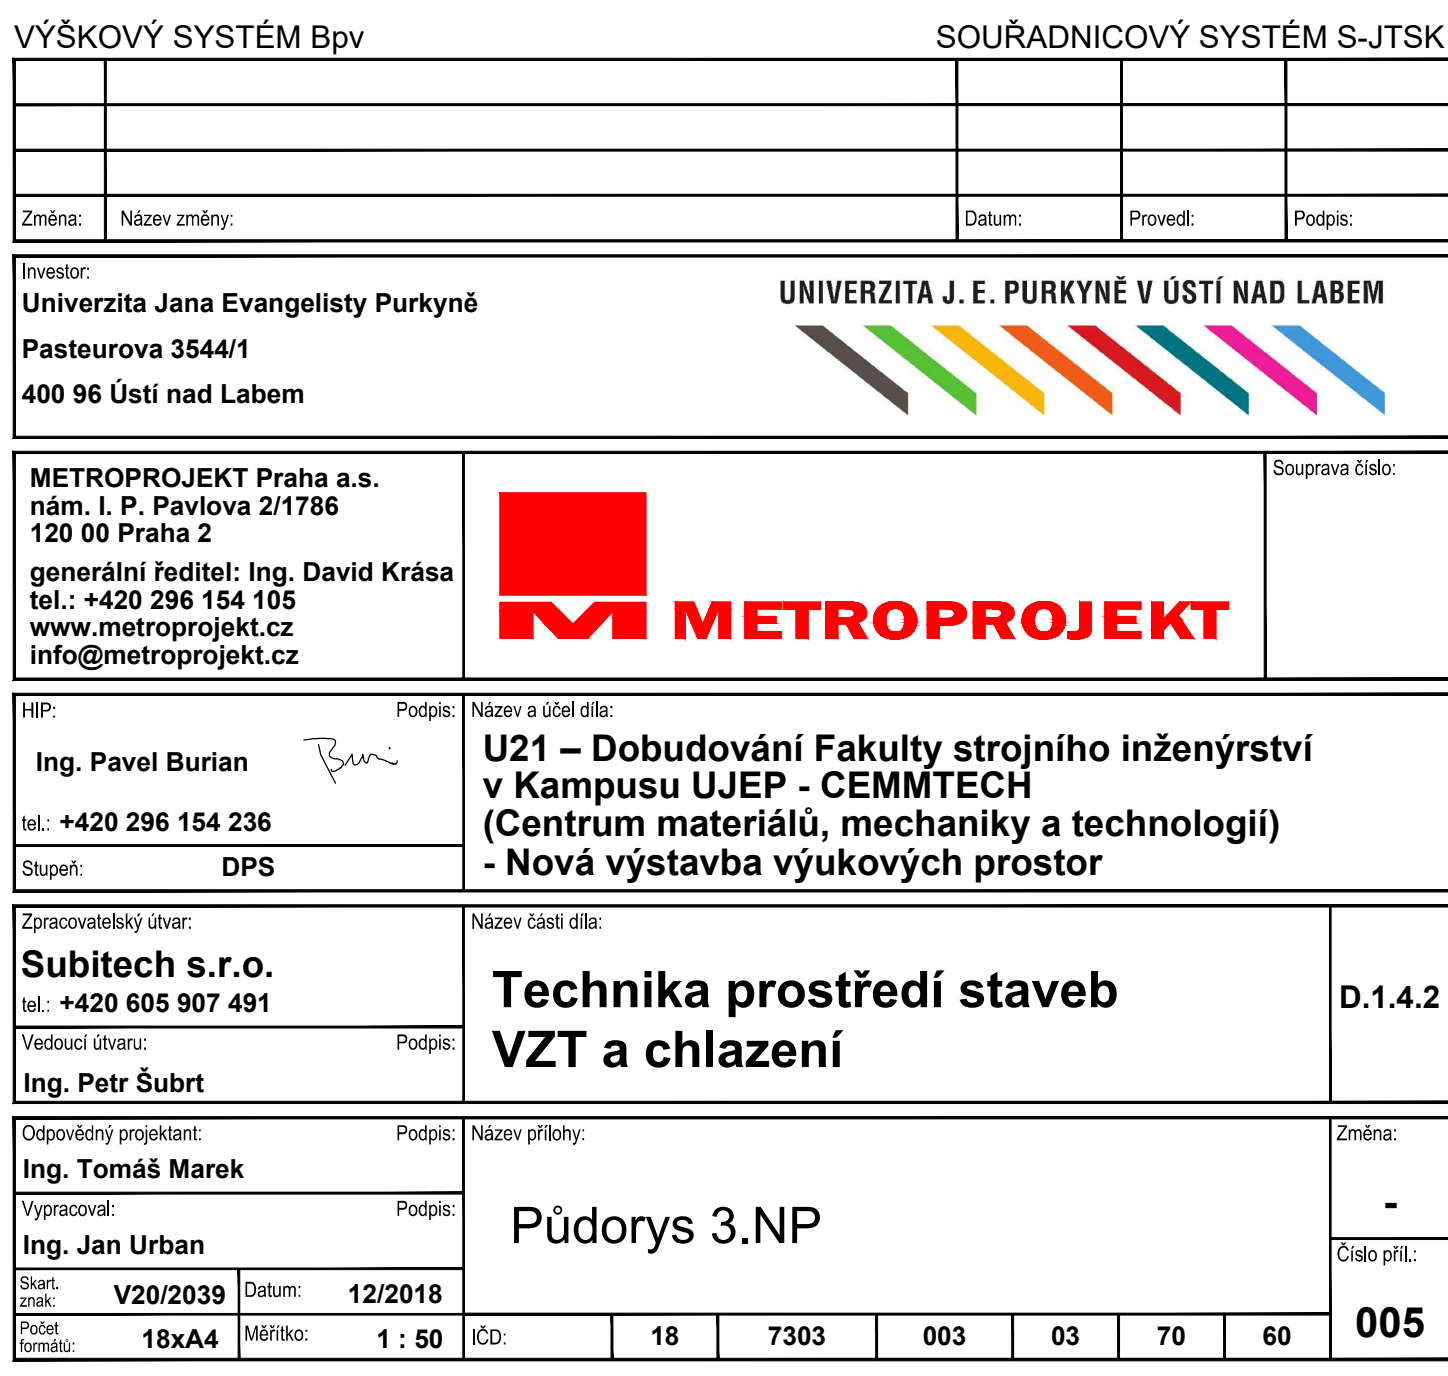 VÝŠKOVÝ SYSTÉM Bpv
SOUŘADNICOVÝ SYSTÉM S-JTSK
Změna:
Název změny:
Datum:
Provedl:
Podpis:
Investor:
Univerzita Jana Evangelisty Purkyně
Pasteurova 3544/1
400 96 Ústí nad Labem
UNIVERZITA J. E. PURKYNĚ V ÚSTÍ NAD LABEM
METROPROJEKT Praha a.s.
nám. I. P. Pavlova 2/1786
120 00 Praha 2
generální ředitel: Ing. David Krása
tel.: +420 296 154 105
www.metroprojekt.cz
info@metroprojekt.cz
METROPROJEKT
Souprava číslo:
HIP:
Podpis:
Ing. Pavel Burian
tel.: +420 296 154 236
Stupeň:
DPS
Název a účel díla:
U21 – Dobudování Fakulty strojního inženýrství
v Kampusu UJEP - CEMMTECH
(Centrum materiálů, mechaniky a technologií)
- Nová výstavba výukových prostor
Zpracovatelský útvar:
Subitech s.r.o.
tel.: +420 605 907 491
Vedoucí útvaru:
Podpis:
Ing. Petr Šubrt
Název části díla:
Technika prostředí staveb
VZT a chlazení
D.1.4.2
Odpovědný projektant:
Podpis:
Ing. Tomáš Marek
Vypracoval:
Podpis:
Ing. Jan Urban
Skart.
znak:
V20/2039
Datum:
12/2018
Počet
formátů:
18xA4
Měřítko:
1 : 50
Název přílohy:
Půdorys 3.NP
IČD:
18
7303
003
03
70
60
Změna:
-
Číslo příl.:
005